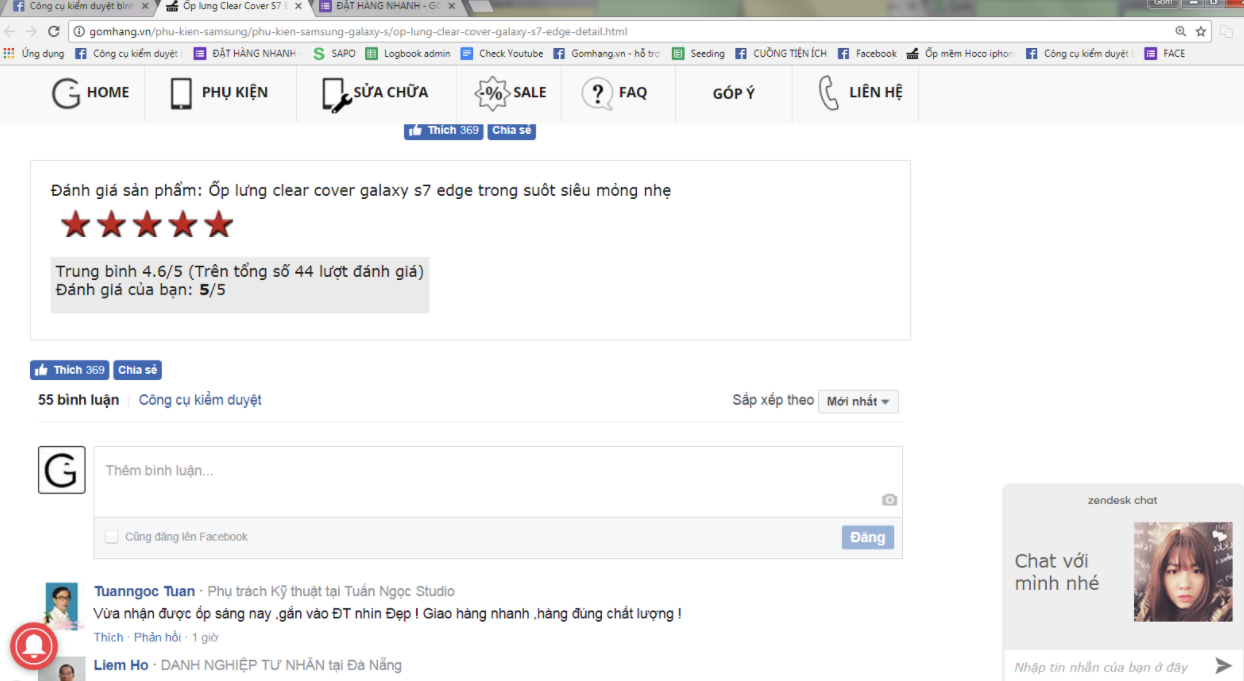 Công cụ kiểm duyệt bình
Ốp lưng Clear Cover S7 E
ĐẶT HÀNG NHANH - GO
Gom
gomhang.vn/phu-kien-samsung/phu-kien-samsung-galaxy-s/op-lung-clear-cover-galaxy-s7-edge-detail.html
Ứng dụng Công cụ kiểm duyệt ĐẶT HÀNG NHANH - SAPO Logbook admin Check Youtube Gomhang.vn - hỗ trợ Seeding CUỒNG TIỆN ÍCH Facebook Ốp mềm Hoco iphon Công cụ kiểm duyệt FACE
HOME PHỤ KIỆN SỬA CHỮA SALE FAQ GÓP Ý LIÊN HỆ
Thích 369 Chia sẻ
Đánh giá sản phẩm: Ốp lưng clear cover galaxy s7 edge trong suôt siêu mỏng nhẹ
Trung bình 4.6/5 (Trên tổng số 44 lượt đánh giá)
Đánh giá của bạn: 5/5
Thích 369 Chia sẻ
55 bình luận Công cụ kiểm duyệt
Sắp xếp theo Mới nhất
Thêm bình luận...
Cũng đăng lên Facebook
Đăng
Tuanngoc Tuan · Phụ trách Kỹ thuật tại Tuấn Ngọc Studio
Vừa nhận được ốp sáng nay ,gắn vào ĐT nhìn Đẹp ! Giao hàng nhanh ,hàng đúng chất lượng !
Thích · Phản hồi · 1 giờ
Liem Ho · DANH NGHIỆP TƯ NHÂN tại Đà Nẵng
zendesk chat
Chat với
mình nhé
Nhập tin nhắn của bạn ở đây